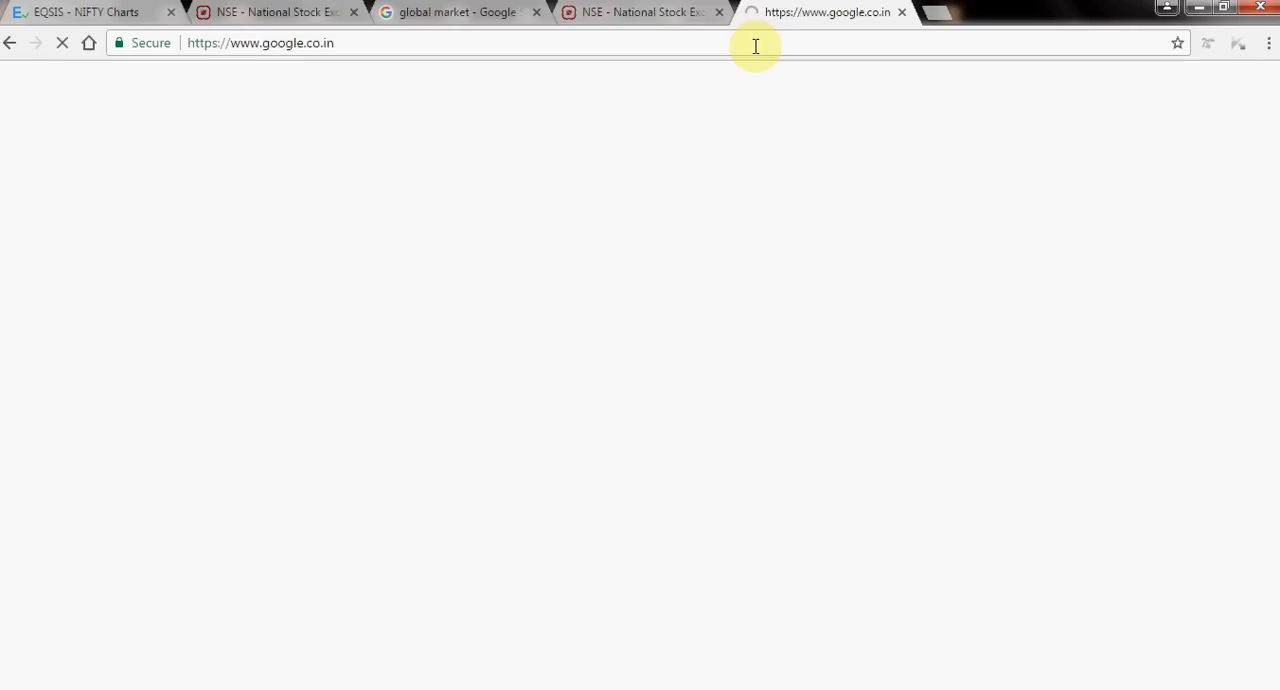 EQSIS - NIFTY Charts
NSE - National Stock Exc
global market - Google
NSE - National Stock Exc
https://www.google.co.in
Secure
https://www.google.co.in